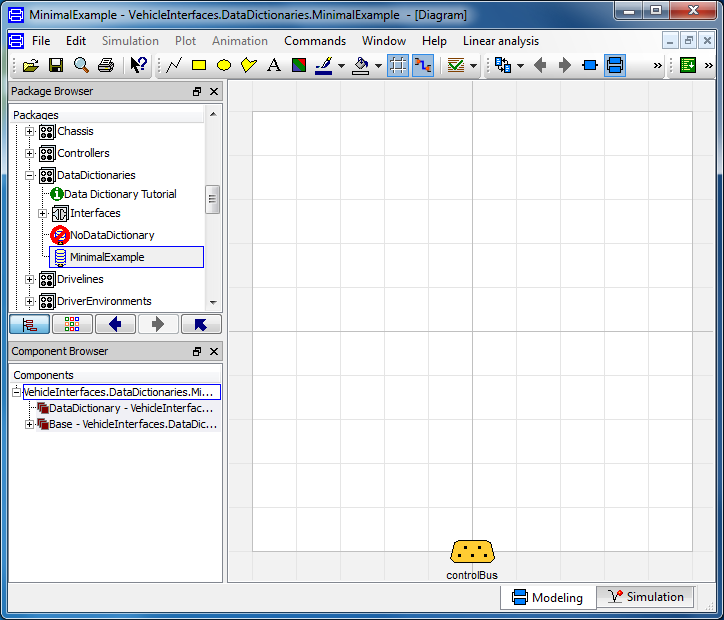 MinimalExample - VehicleInterfaces.DataDictionaries.MinimalExample - [Diagram]
File Edit Simulation Plot Animation Commands Window Help Linear analysis
Package Browser
Packages
Chassis
Controllers
DataDictionaries
Data Dictionary Tutorial
Interfaces
NoDataDictionary
MinimalExample
Drivelines
DriverEnvironments
Component Browser
Components
VehicleInterfaces.DataDictionaries.Mi...
DataDictionary - VehicleInterfac...
Base - VehicleInterfaces.DataDic...
controlBus
Modeling Simulation